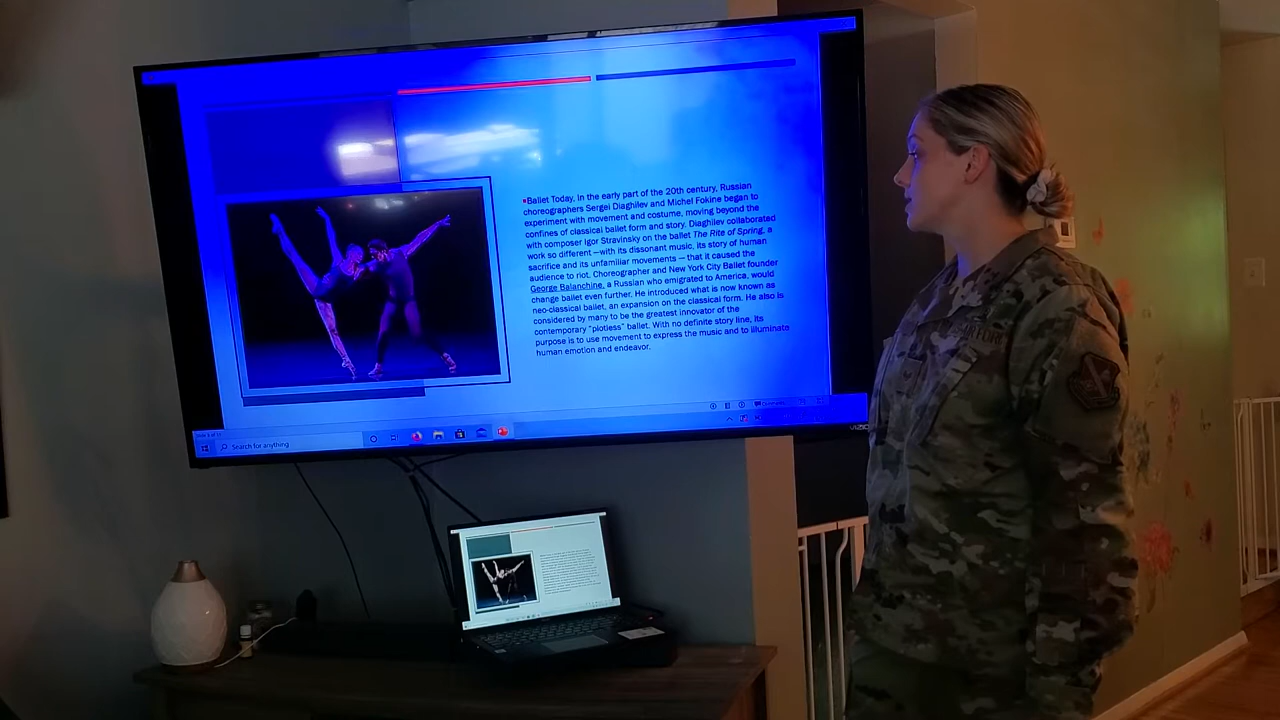 ▪Ballet Today, In the early part of the 20th century, Russian
choreographers Sergei Diaghilev and Michel Fokine began to
experiment with movement and costume, moving beyond the
confines of classical ballet form and story. Diaghilev collaborated
with composer Igor Stravinsky on the ballet The Rite of Spring, a
work so different —with its dissonant music, its story of human
sacrifice and its unfamiliar movements — that it caused the
audience to riot. Choreographer and New York City Ballet founder
George Balanchine, a Russian who emigrated to America, would
change ballet even further. He introduced what is now known as
neo-classical ballet, an expansion on the classical form. He also is
considered by many to be the greatest innovator of the
contemporary "plotless" ballet. With no definite story line, its
purpose is to use movement to express the music and to illuminate
human emotion and endeavor.
Comments
Search for anything
VIZIO